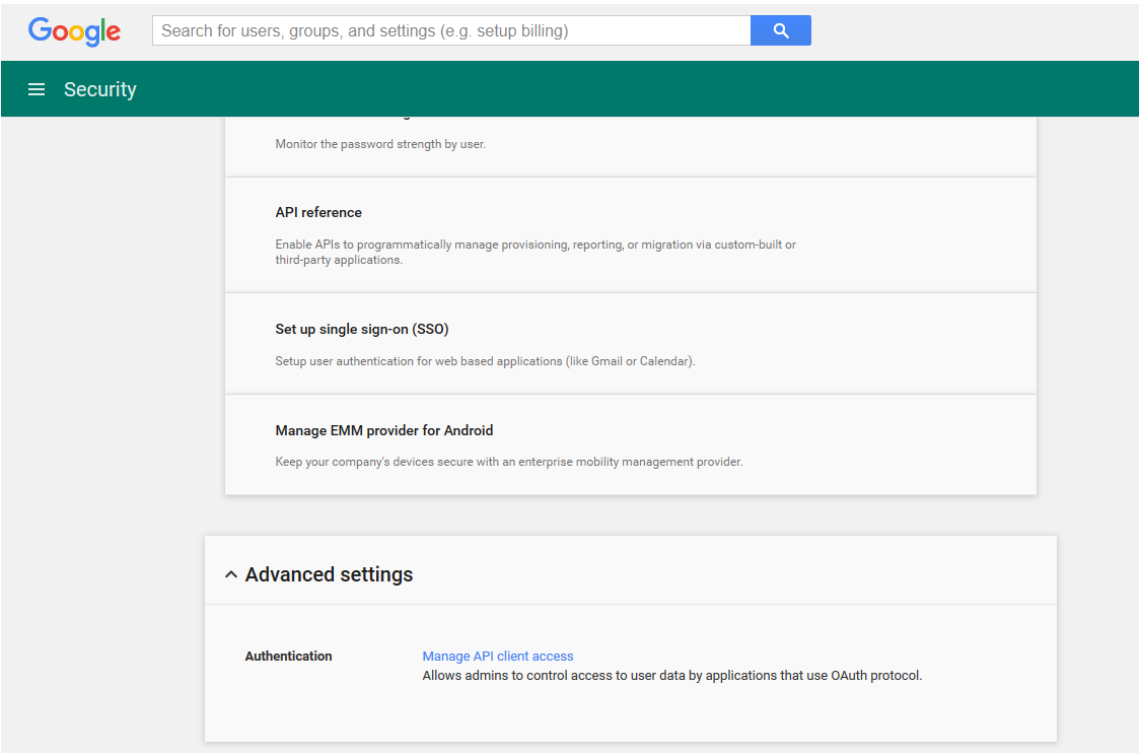 Google
Search for users, groups, and settings (e.g. setup billing)
Security
Monitor the password strength by user.
API reference
Enable APIs to programmatically manage provisioning, reporting, or migration via custom-built or
third-party applications.
Set up single sign-on (SSO)
Setup user authentication for web based applications (like Gmail or Calendar).
Manage EMM provider for Android
Keep your company's devices secure with an enterprise mobility management provider.
Advanced settings
Authentication
Manage API client access
Allows admins to control access to user data by applications that use OAuth protocol.